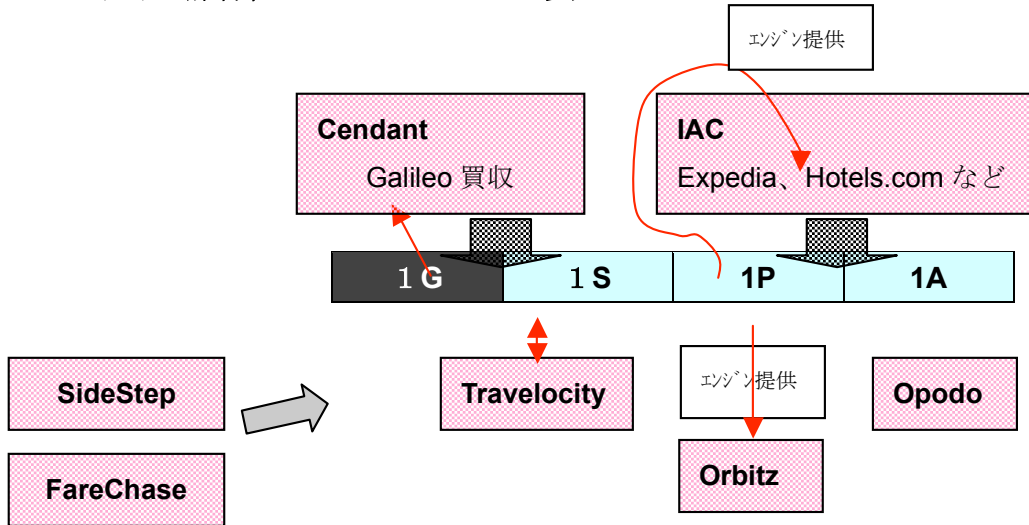 ｴﾝｼﾞﾝ提供
Cendant
Galileo 買収
IAC
Expedia、Hotels.com など
１G
１S
1P
1A
SideStep
Travelocity
ｴﾝｼﾞﾝ提供
Opodo
FareChase
Orbitz